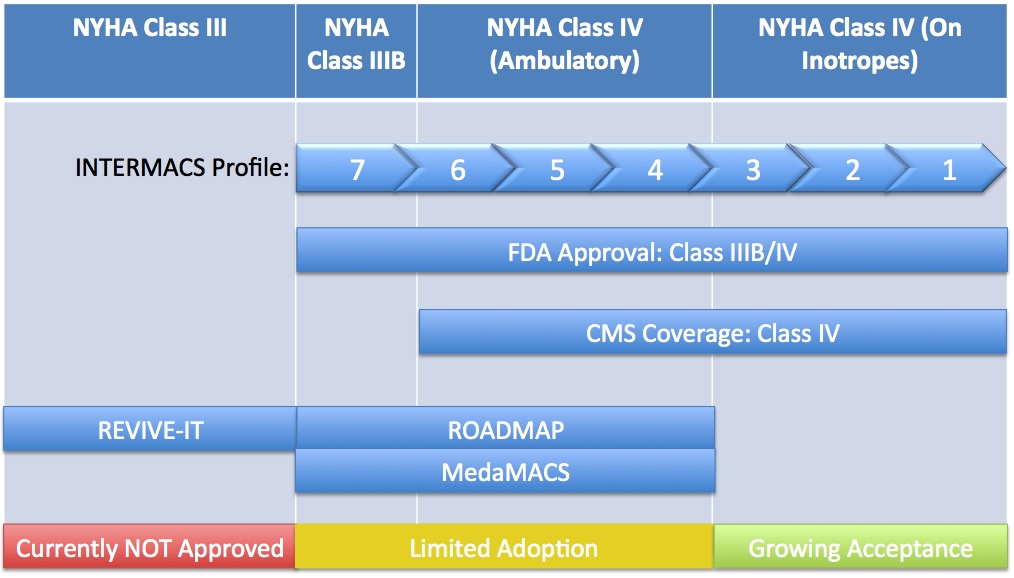 NYHA Class III
NYHA
Class IIIB
NYHA Class IV
(Ambulatory)
NYHA Class IV (On
Inotropes)
INTERMACS Profile:
7 6 5 4 3 2 1
FDA Approval: Class IIIB/IV
CMS Coverage: Class IV
REVIVE-IT
ROADMAP
MedaMACS
Currently NOT Approved
Limited Adoption
Growing Acceptance